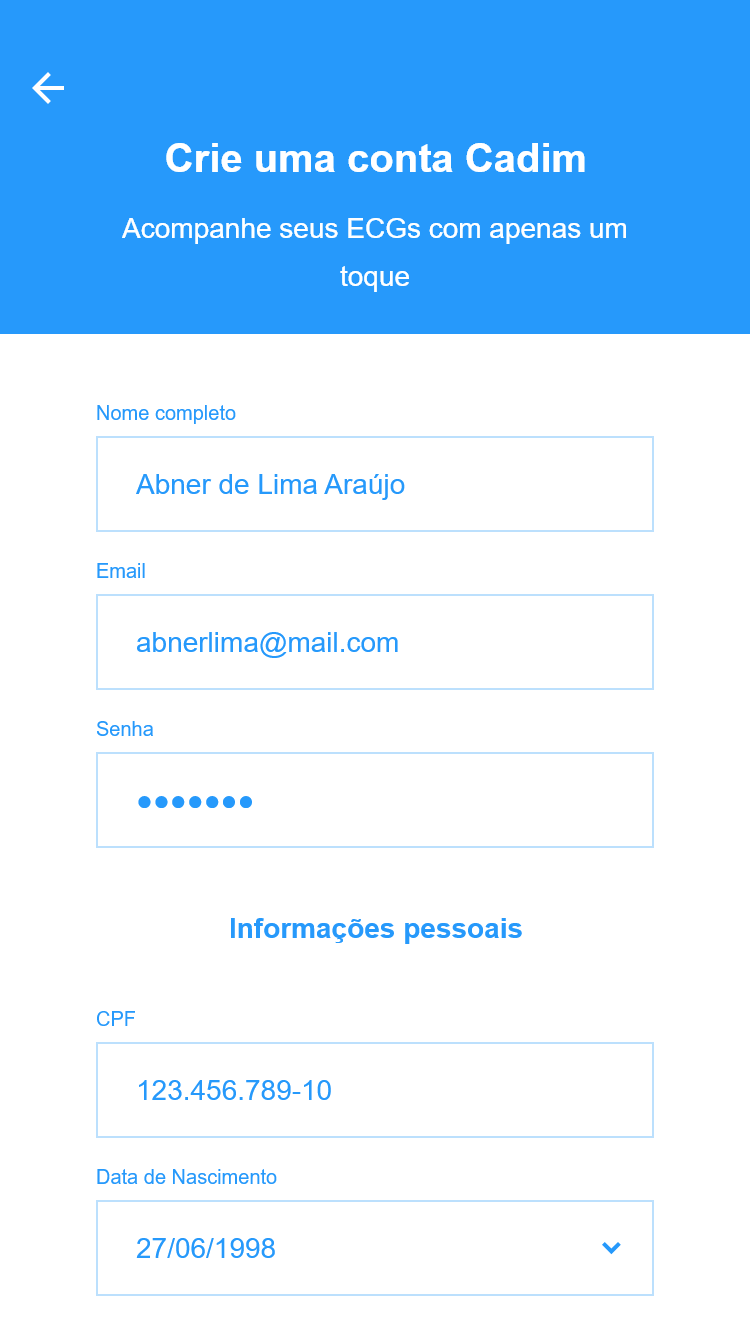 Crie uma conta Cadim
Acompanhe seus ECGs com apenas um
toque
Nome completo
Abner de Lima Araújo
Email
abnerlima@mail.com
Senha
•••••••
Informações pessoais
CPF
123.456.789-10
Data de Nascimento
27/06/1998